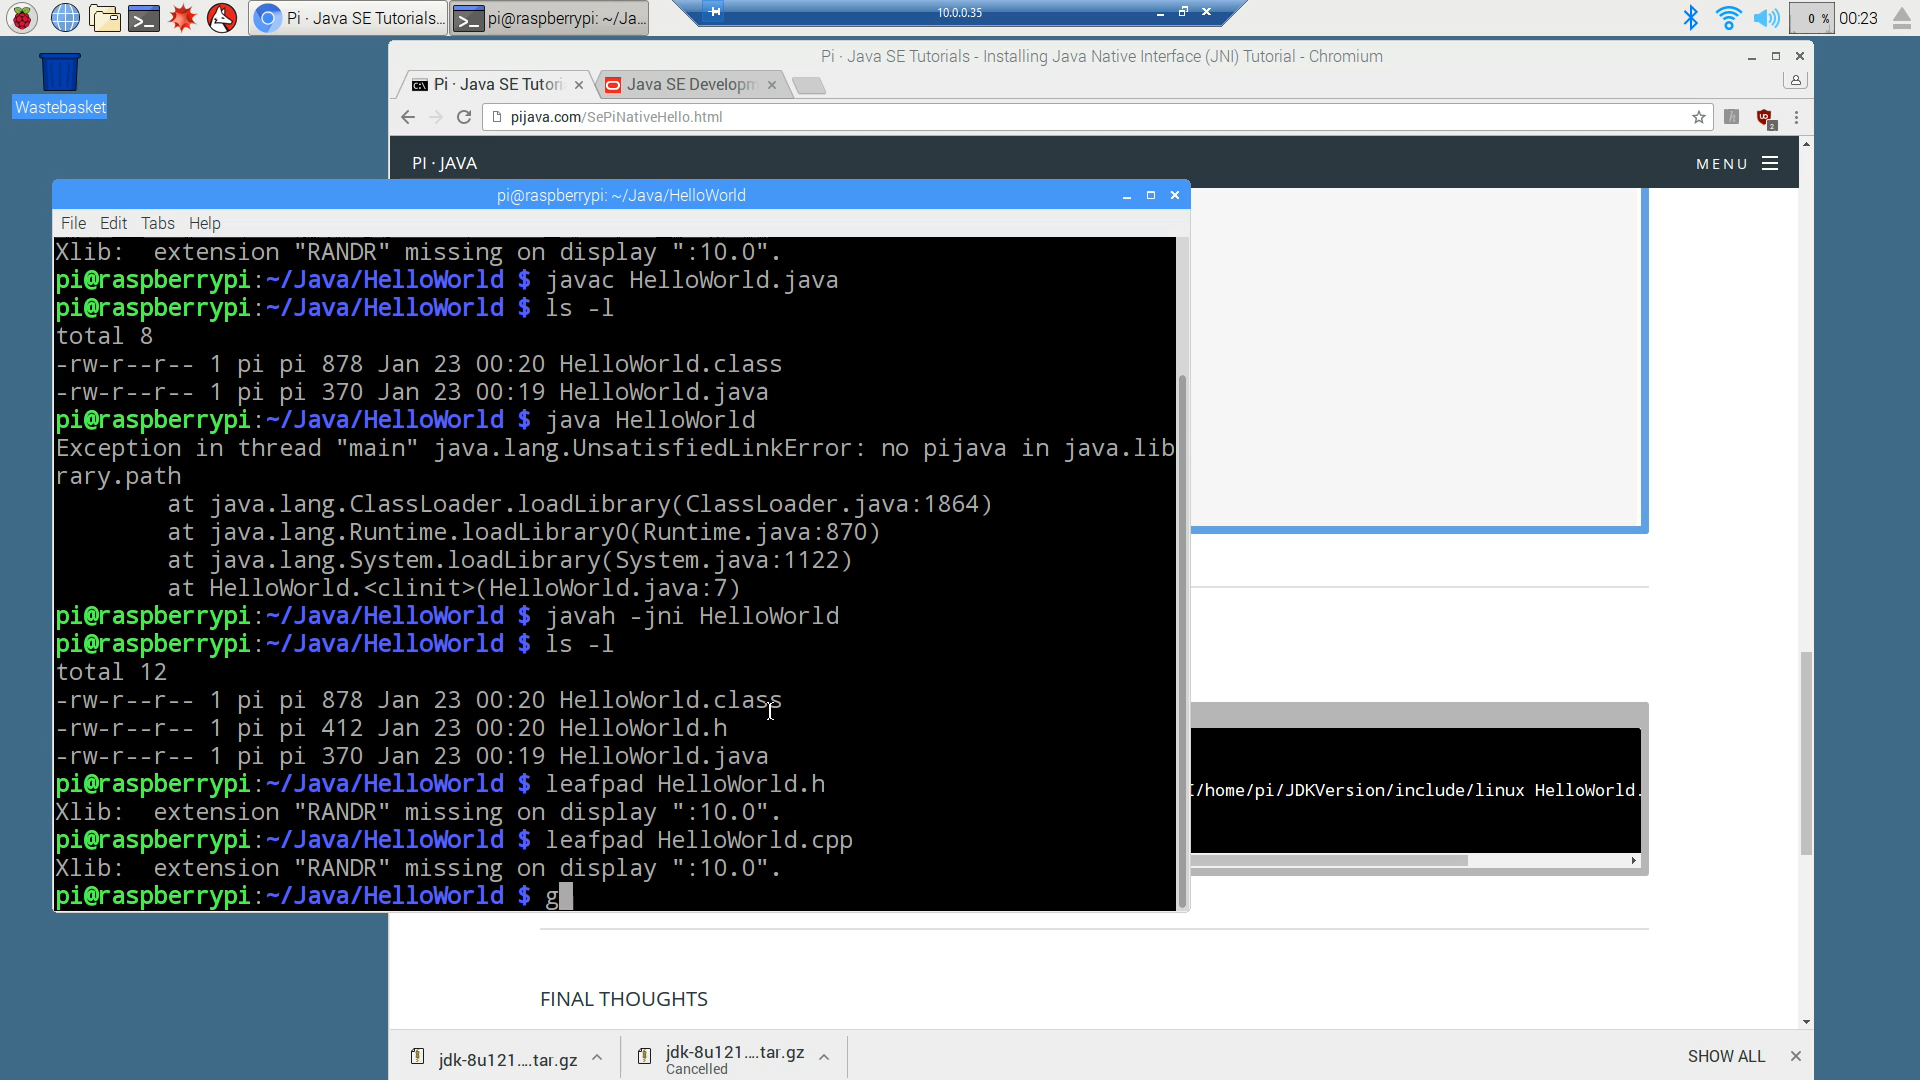 Pi · Java SE Tutorials...
pi@raspberrypi: ~/Ja...
10.0.0.35
0 %
00:23
Wastebasket
Pi · Java SE Tutorials - Installing Java Native Interface (JNI) Tutorial - Chromium
Pi · Java SE Tutori
Java SE Developm
pijava.com/SePiNativeHello.html
2
PI · JAVA
MENU
pi@raspberrypi: ~/Java/HelloWorld
File Edit Tabs Help
Xlib:  extension "RANDR" missing on display ":10.0".
pi@raspberrypi:~/Java/HelloWorld $ javac HelloWorld.java
pi@raspberrypi:~/Java/HelloWorld $ ls -l
total 8
-rw-r--r-- 1 pi pi 878 Jan 23 00:20 HelloWorld.class
-rw-r--r-- 1 pi pi 370 Jan 23 00:19 HelloWorld.java
pi@raspberrypi:~/Java/HelloWorld $ java HelloWorld
Exception in thread "main" java.lang.UnsatisfiedLinkError: no pijava in java.lib
rary.path
        at java.lang.ClassLoader.loadLibrary(ClassLoader.java:1864)
        at java.lang.Runtime.loadLibrary0(Runtime.java:870)
        at java.lang.System.loadLibrary(System.java:1122)
        at HelloWorld.<clinit>(HelloWorld.java:7)
pi@raspberrypi:~/Java/HelloWorld $ javah -jni HelloWorld
pi@raspberrypi:~/Java/HelloWorld $ ls -l
total 12
-rw-r--r-- 1 pi pi 878 Jan 23 00:20 HelloWorld.class
-rw-r--r-- 1 pi pi 412 Jan 23 00:20 HelloWorld.h
-rw-r--r-- 1 pi pi 370 Jan 23 00:19 HelloWorld.java
pi@raspberrypi:~/Java/HelloWorld $ leafpad HelloWorld.h
Xlib:  extension "RANDR" missing on display ":10.0".
pi@raspberrypi:~/Java/HelloWorld $ leafpad HelloWorld.cpp
Xlib:  extension "RANDR" missing on display ":10.0".
pi@raspberrypi:~/Java/HelloWorld $ g
/home/pi/JDKVersion/include/linux HelloWorld.
FINAL THOUGHTS
jdk-8u121....tar.gz
jdk-8u121....tar.gz
Cancelled
SHOW ALL